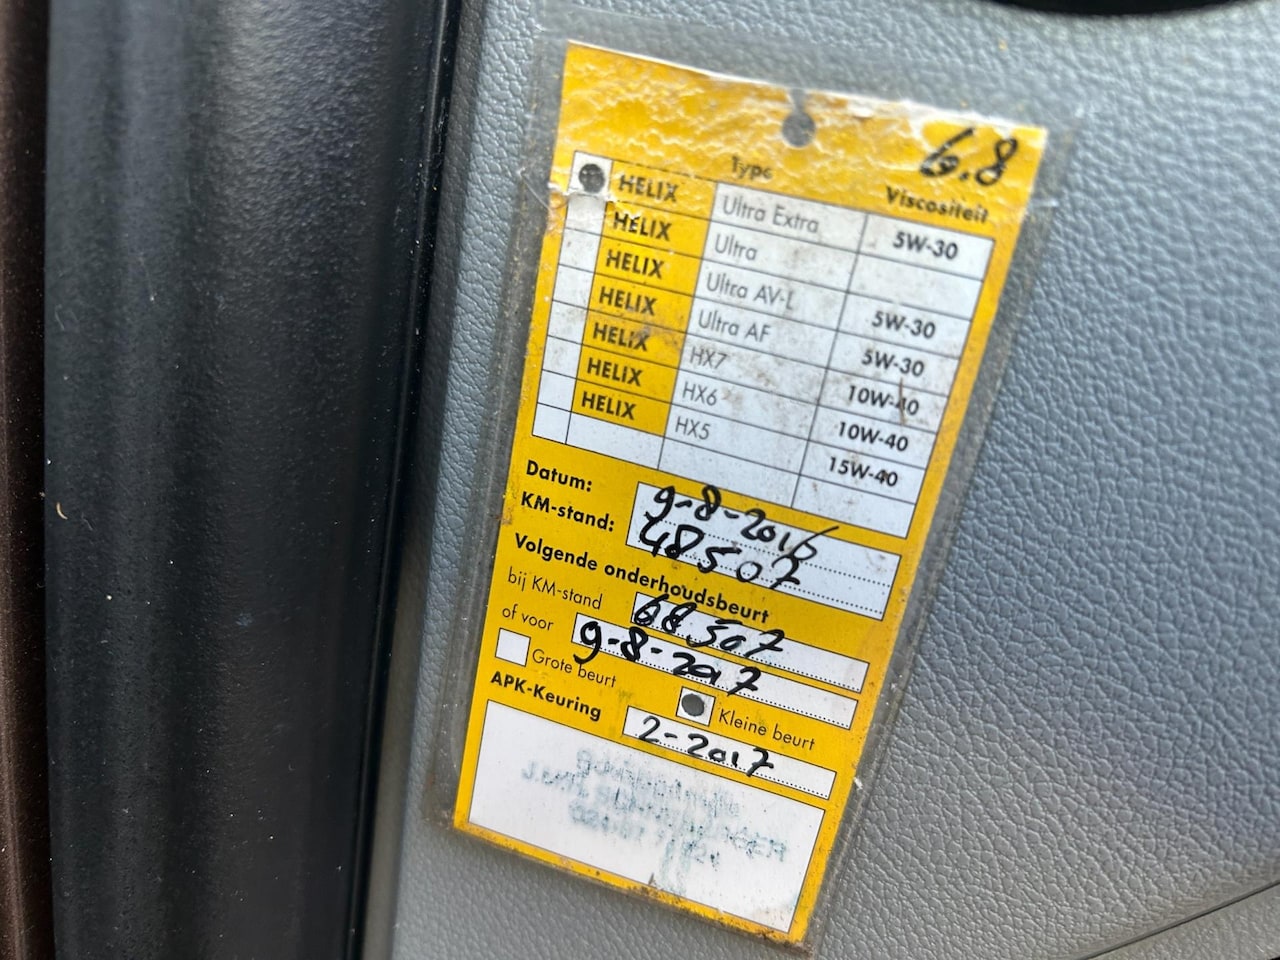 6.8
Type Viscositeit
HELIX Ultra Extra 5W-30
HELIX Ultra
HELIX Ultra AV-L 5W-30
HELIX Ultra AF 5W-30
HELIX HX7 10W-40
HELIX HX6 10W-40
HELIX HX5 15W-40
Datum: 9-8-2016
KM-stand: 48507
Volgende onderhoudsbeurt
bij KM-stand 68507
of voor 9-8-2017
Grote beurt Kleine beurt
APK-Keuring 2-2017